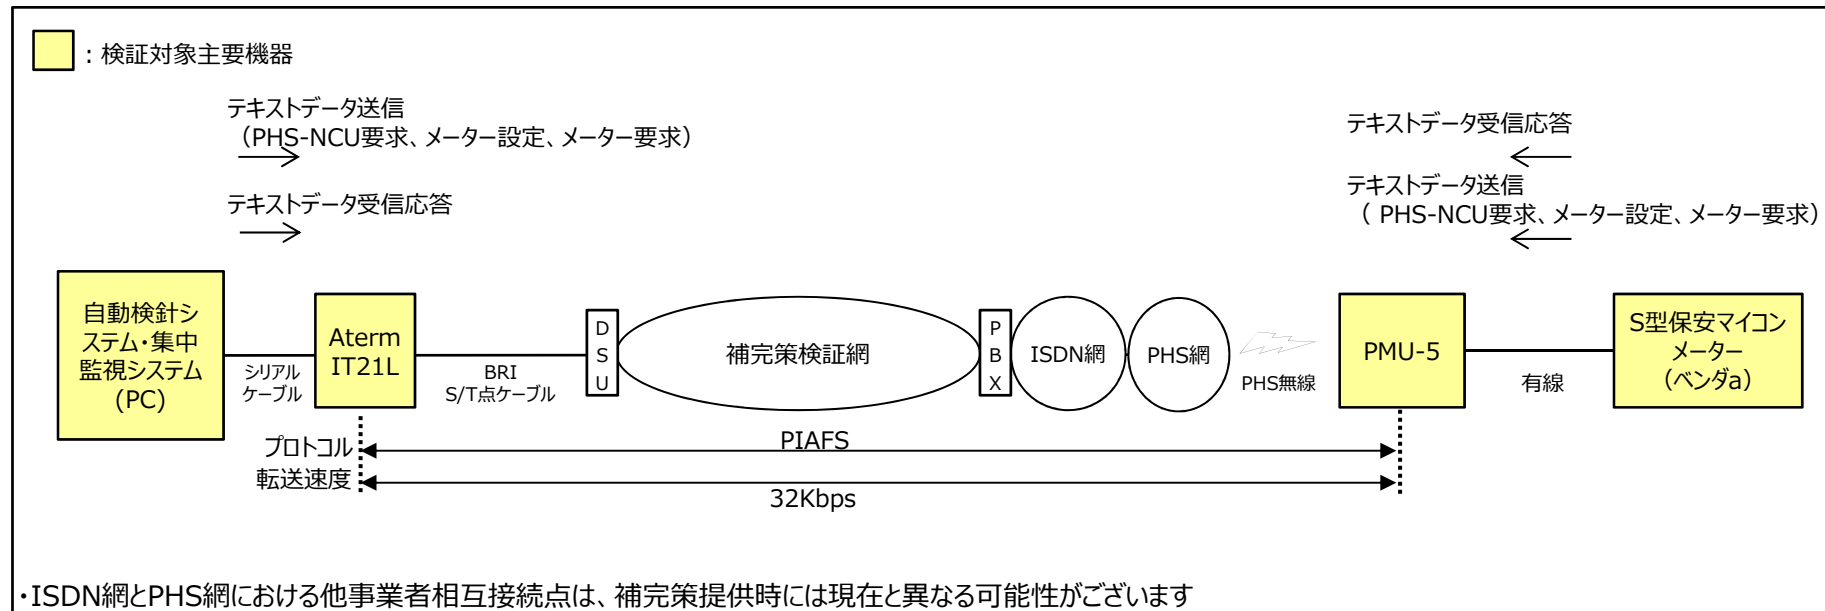 ：検証対象主要機器
テキストデータ送信
（PHS-NCU要求、メーター設定、メーター要求）
テキストデータ受信応答
テキストデータ受信応答
テキストデータ送信
（ PHS-NCU要求、メーター設定、メーター要求）
自動検針シ
ステム・集中
監視システム
(PC)
シリアル
ケーブル
Aterm
IT21L
BRI
S/T点ケーブル
D
S
U
補完策検証網
P
B
X
ISDN網
PHS網
PHS無線
PMU-5
有線
S型保安マイコン
メーター
（ベンダa）
プロトコル
PIAFS
転送速度
32Kbps
・ISDN網とPHS網における他事業者相互接続点は、補完策提供時には現在と異なる可能性がございます